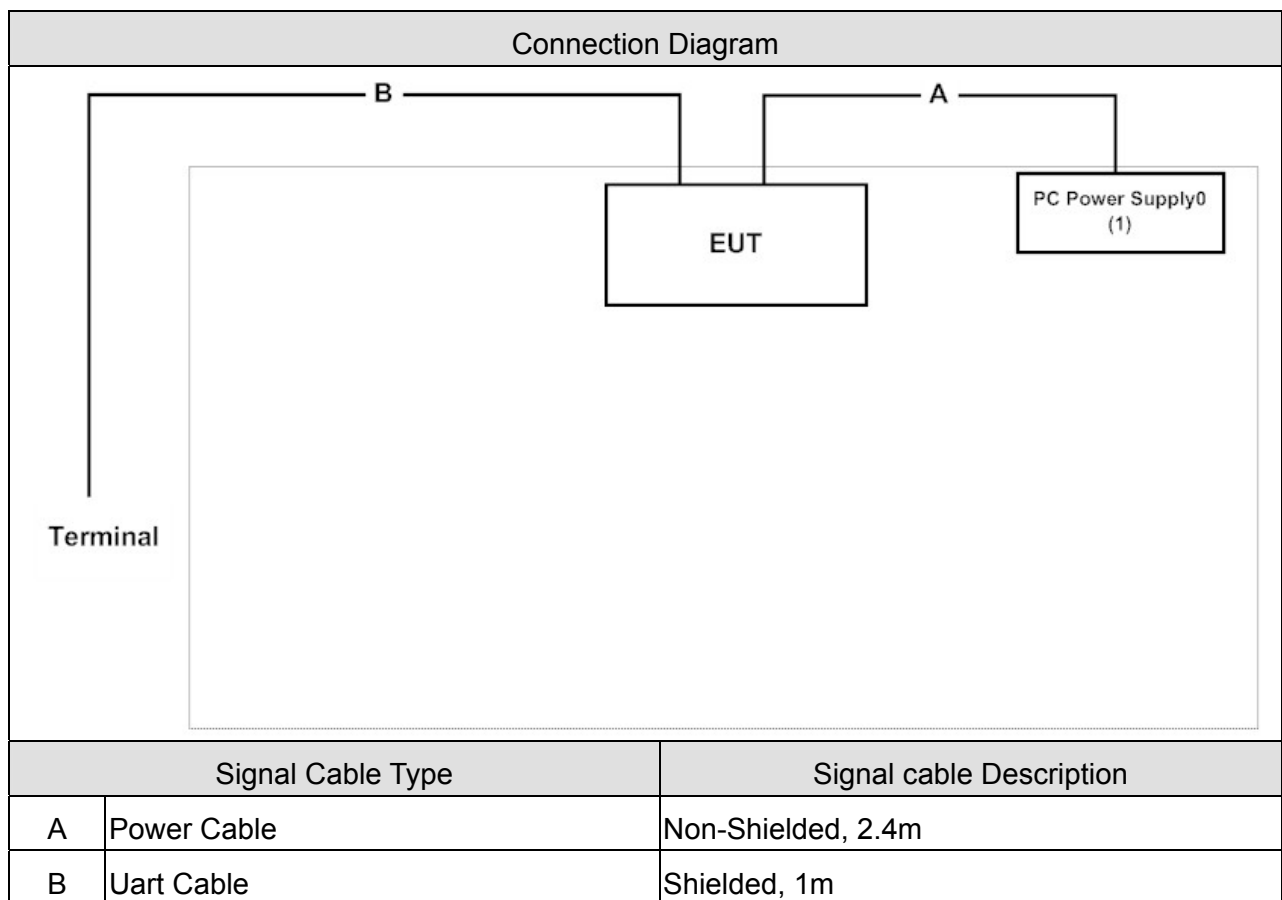 Connection Diagram
B
A
PC Power Supply0
(1)
EUT
Terminal
Signal Cable Type Signal cable Description
A Power Cable Non-Shielded, 2.4m
B Uart Cable Shielded, 1m